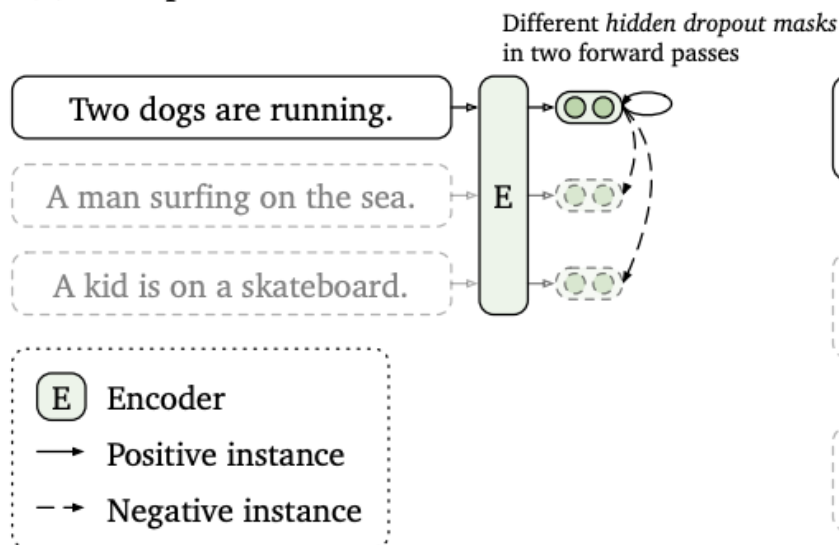 Different hidden dropout masks
in two forward passes
Two dogs are running.
A man surfing on the sea.
E
A kid is on a skateboard.
E Encoder
Positive instance
Negative instance